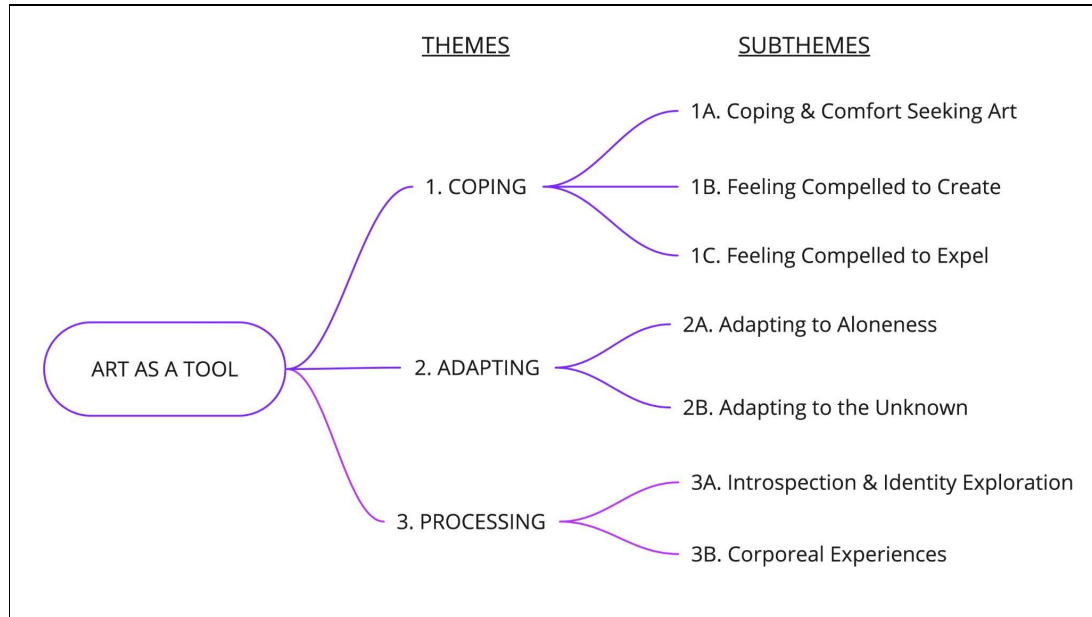 THEMES
SUBTHEMES
1A. Coping & Comfort Seeking Art
1. COPING
1B. Feeling Compelled to Create
1C. Feeling Compelled to Expel
2A. Adapting to Aloneness
ART AS A TOOL
2. ADAPTING
2B. Adapting to the Unknown
3A. Introspection & Identity Exploration
3. PROCESSING
3B. Corporeal Experiences